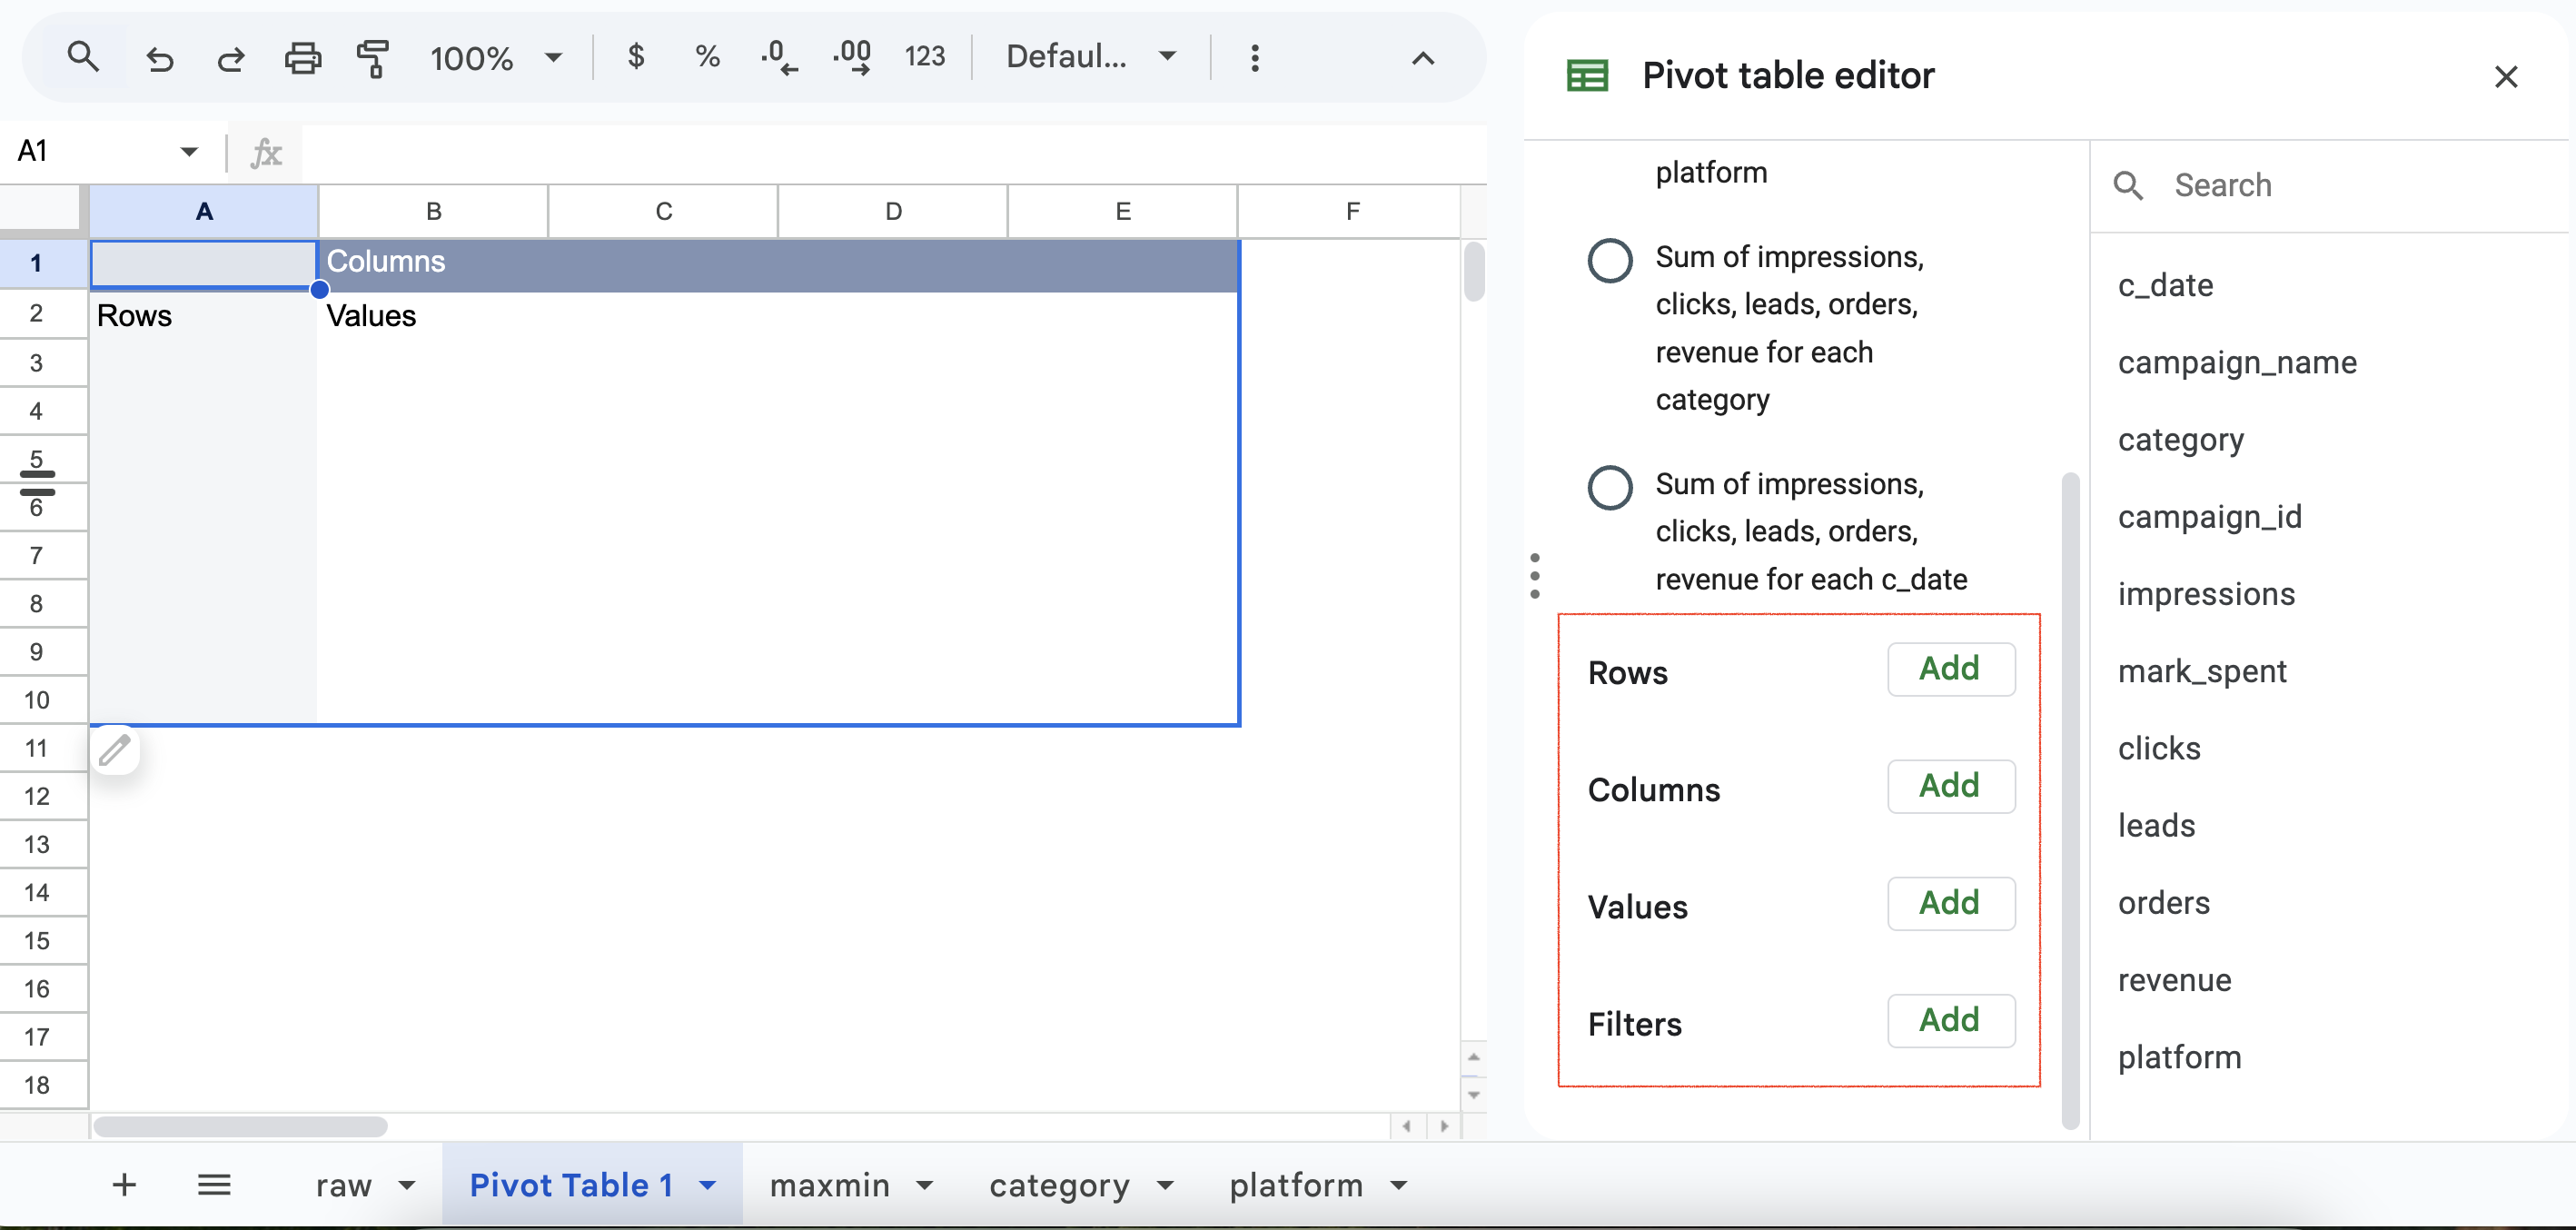 100%
$
%
.0
.00
123
Defaul...
Pivot table editor
A1
fx
A
B
C
D
E
F
1
Columns
2
Rows
Values
3
4
5
6
7
8
9
10
11
12
13
14
15
16
17
18
platform
Sum of impressions,
clicks, leads, orders,
revenue for each
category
Sum of impressions,
clicks, leads, orders,
revenue for each c_date
Rows
Add
Columns
Add
Values
Add
Filters
Add
Search
c_date
campaign_name
category
campaign_id
impressions
mark_spent
clicks
leads
orders
revenue
platform
raw
Pivot Table 1
maxmin
category
platform